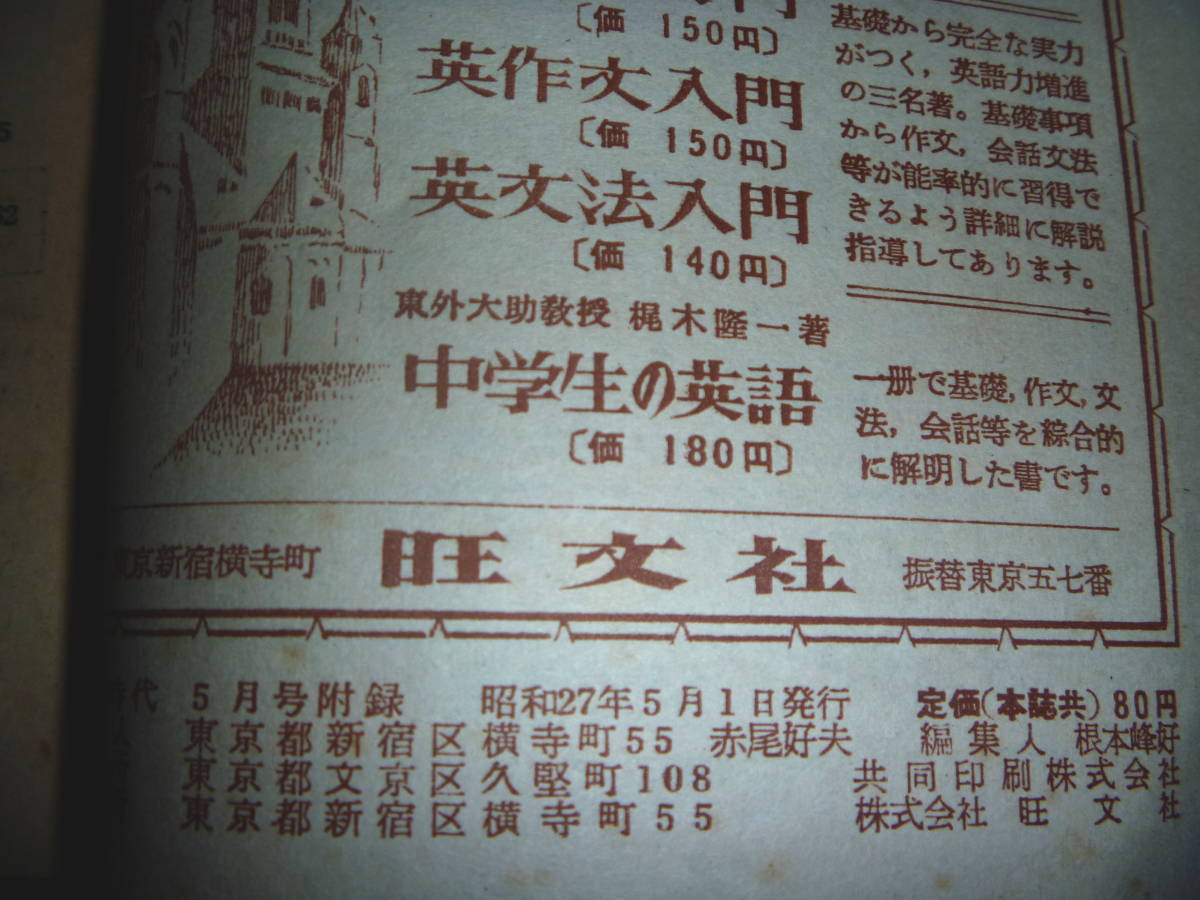 門
〔価 150円〕
英作文入門
〔価 150円〕
英文法入門
〔価 140円〕
基礎から完全な実力
がつく，英語力増進
の三名著。基礎事項
から作文，会話文法
等が能率的に習得で
きるよう詳細に解説
指導してあります。
東外大助教授 梶木隆一著
中学生の英語
〔価 180円〕
一册で基礎，作文，文
法，会話等を綜合的
に解明した書です。
東京新宿横寺町 旺文社 振替東京五七番
時代 5月号附録 昭和27年5月1日発行 定価(本誌共)80円
東京都新宿区横寺町55 赤尾好夫 編集人 根本峰好
東京都文京区久堅町108 共同印刷株式会社
東京都新宿区横寺町55 株式会社 旺文社